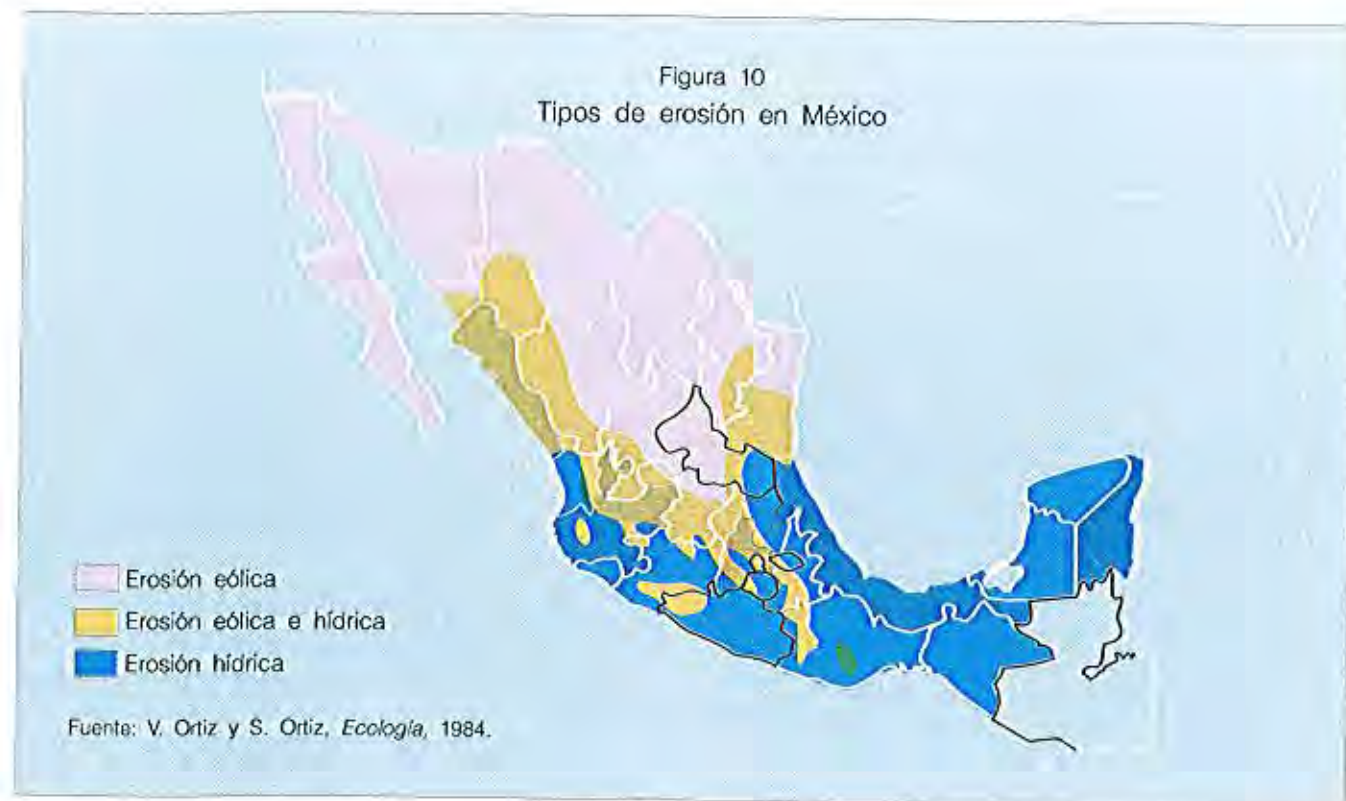 Figura 10
Tipos de erosión en México
Erosión eólica
Erosión eólica e hídrica
Erosión hídrica
Fuente: V. Ortiz y S. Ortiz, Ecología, 1984.